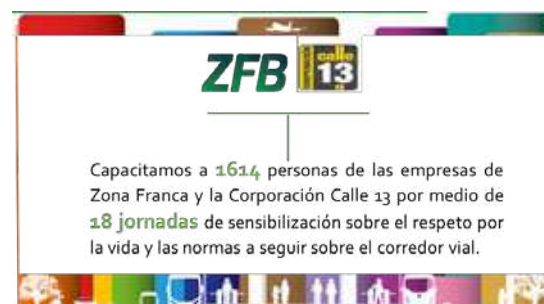 ZFB calle
13
Capacitamos a 1614 personas de las empresas de
Zona Franca y la Corporación Calle 13 por medio de
18 jornadas de sensibilización sobre el respeto por
la vida y las normas a seguir sobre el corredor vial.